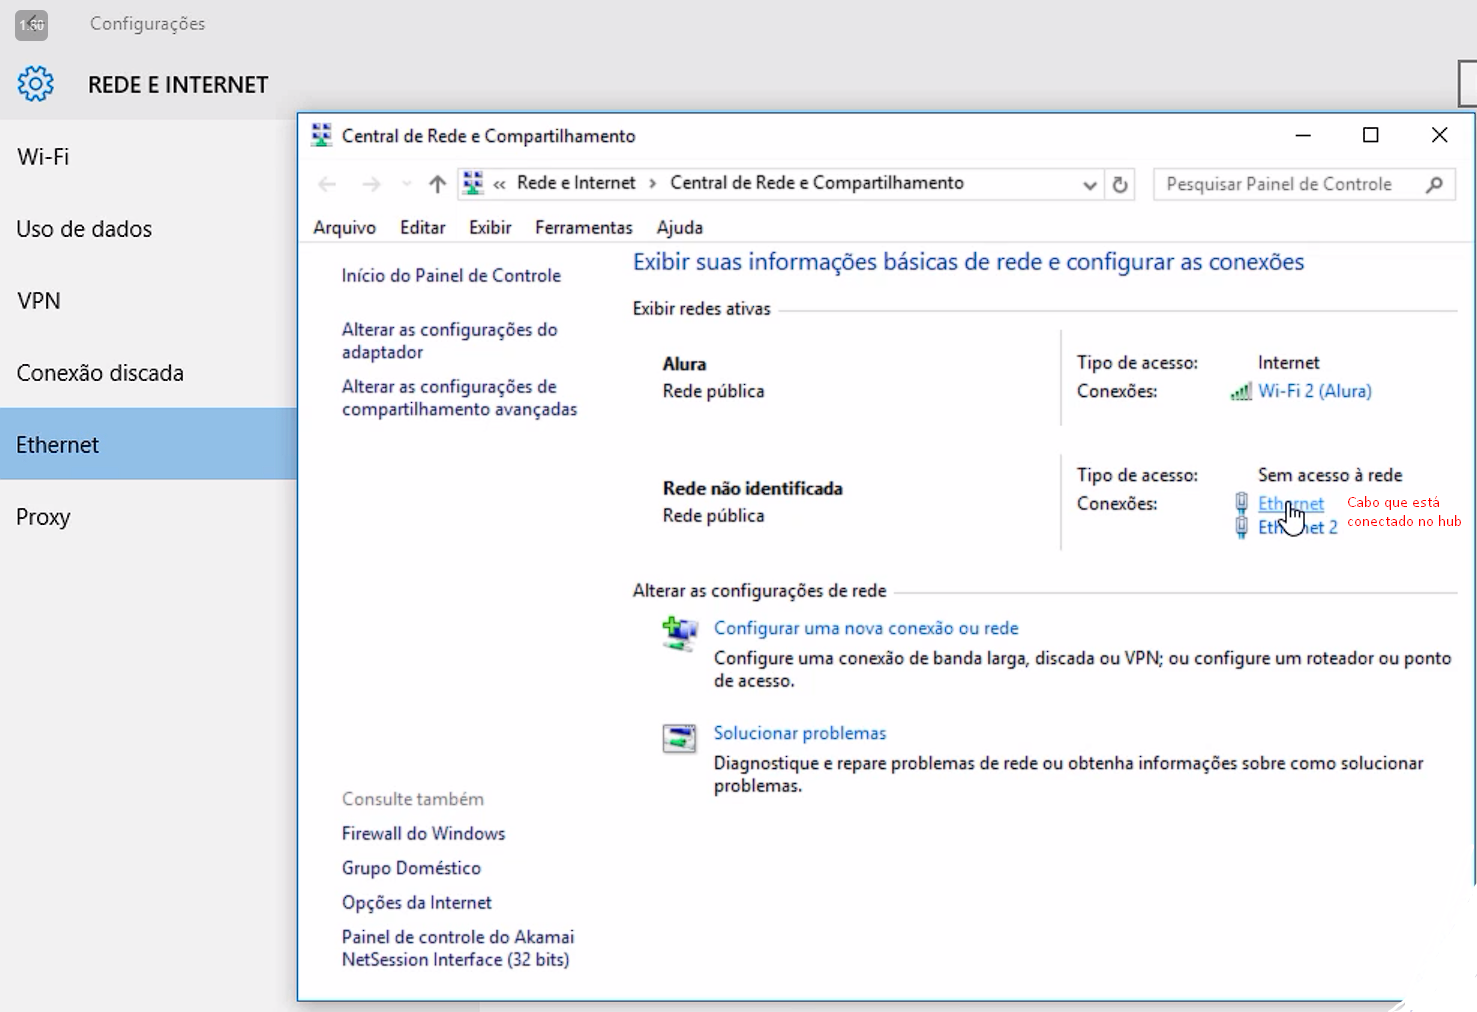 1.60
Configurações
REDE E INTERNET
Wi-Fi
Uso de dados
VPN
Conexão discada
Ethernet
Proxy
Central de Rede e Compartilhamento
« Rede e Internet › Central de Rede e Compartilhamento
Pesquisar Painel de Controle
Arquivo Editar Exibir Ferramentas Ajuda
Início do Painel de Controle
Alterar as configurações do
adaptador
Alterar as configurações de
compartilhamento avançadas
Exibir suas informações básicas de rede e configurar as conexões
Exibir redes ativas
Alura
Rede pública
Tipo de acesso: Internet
Conexões: Wi-Fi 2 (Alura)
Rede não identificada
Rede pública
Tipo de acesso: Sem acesso à rede
Conexões: Ethernet
Ethernet 2
Cabo que está
conectado no hub
Alterar as configurações de rede
Configurar uma nova conexão ou rede
Configure uma conexão de banda larga, discada ou VPN; ou configure um roteador ou ponto
de acesso.
Solucionar problemas
Diagnostique e repare problemas de rede ou obtenha informações sobre como solucionar
problemas.
Consulte também
Firewall do Windows
Grupo Doméstico
Opções da Internet
Painel de controle do Akamai
NetSession Interface (32 bits)